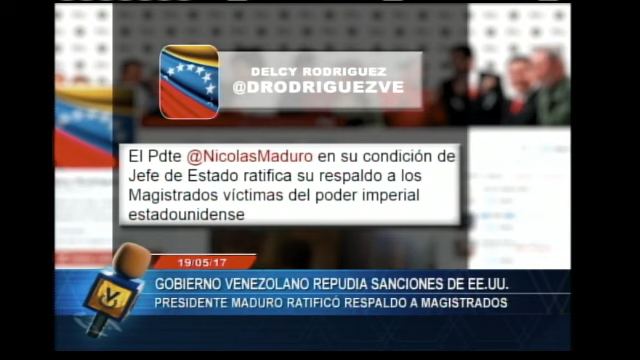 DELCY RODRIGUEZ
@DRODRIGUEZVE
El Pdte @NicolasMaduro en su condición de
Jefe de Estado ratifica su respaldo a los
Magistrados víctimas del poder imperial
estadounidense
19/05/17
GOBIERNO VENEZOLANO REPUDIA SANCIONES DE EE.UU.
PRESIDENTE MADURO RATIFICÓ RESPALDO A MAGISTRADOS